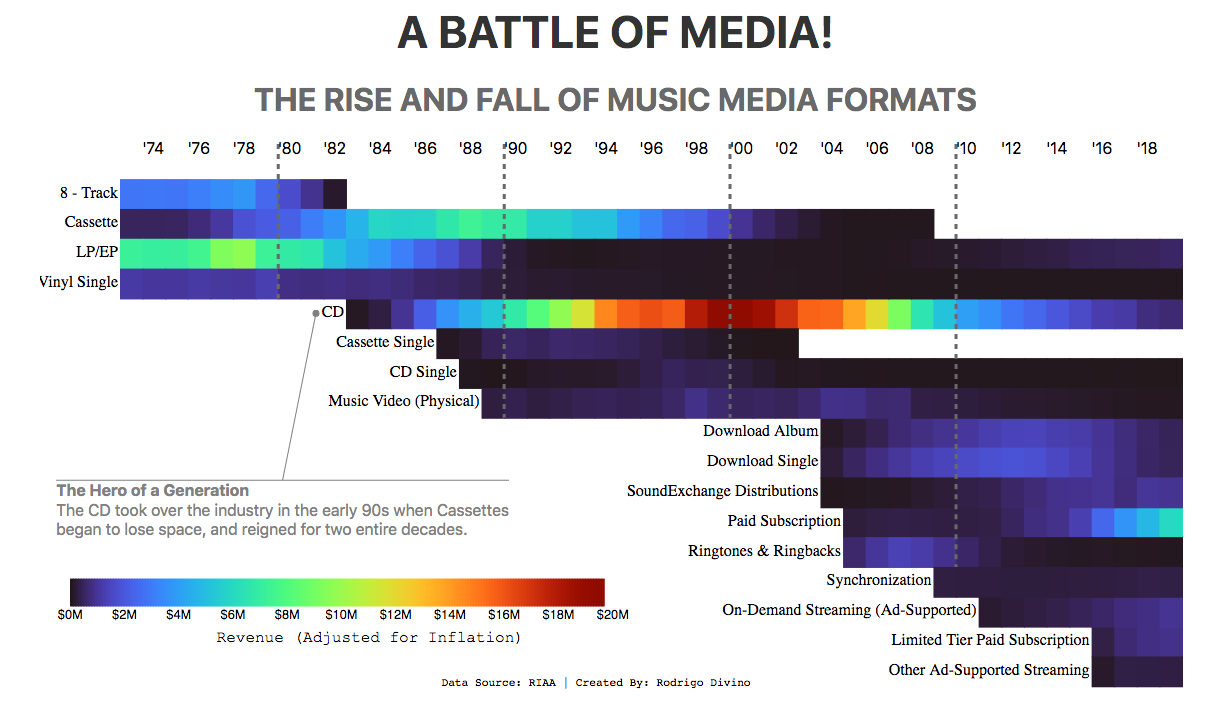 A BATTLE OF MEDIA!
THE RISE AND FALL OF MUSIC MEDIA FORMATS
'74 '76 '78 '80 '82 '84 '86 '88 '90 '92 '94 '96 '98 '00 '02 '04 '06 '08 '10 '12 '14 '16 '18
8 - Track
Cassette
LP/EP
Vinyl Single
CD
Cassette Single
CD Single
Music Video (Physical)
Download Album
Download Single
SoundExchange Distributions
Paid Subscription
Ringtones & Ringbacks
Synchronization
On-Demand Streaming (Ad-Supported)
Limited Tier Paid Subscription
Other Ad-Supported Streaming
The Hero of a Generation
The CD took over the industry in the early 90s when Cassettes
began to lose space, and reigned for two entire decades.
$0M $2M $4M $6M $8M $10M $12M $14M $16M $18M $20M
Revenue (Adjusted for Inflation)
Data Source: RIAA | Created By: Rodrigo Divino